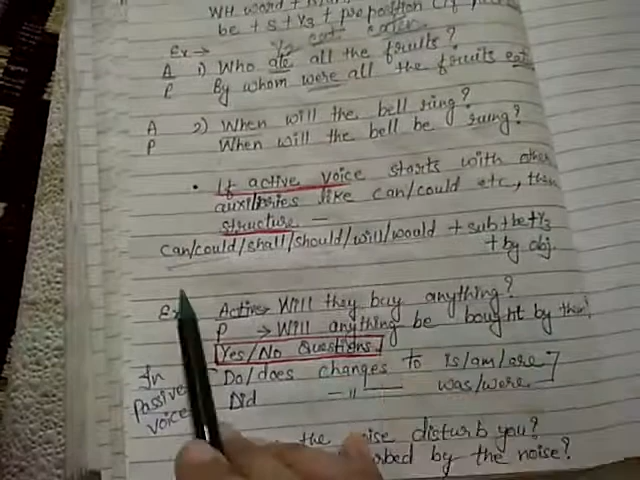 WH word +
be + S + V3 + preposition
Ex →
A 1) Who ate all the fruits?
P By whom were all the fruits eat
A 2) When will the bell ring?
P When will the bell be rung?
• If active voice starts with other
auxiliaries like can/could etc., then
structure -
can/could/shall/should/will/would + sub + be + V3
+ by obj.
Ex Active → Will they buy anything?
P → Will anything be bought by them?
Yes/No Questions
In passive voice
Do/does changes to is/am/are
Did - " - was/were
the noise disturb you?
by the noise?